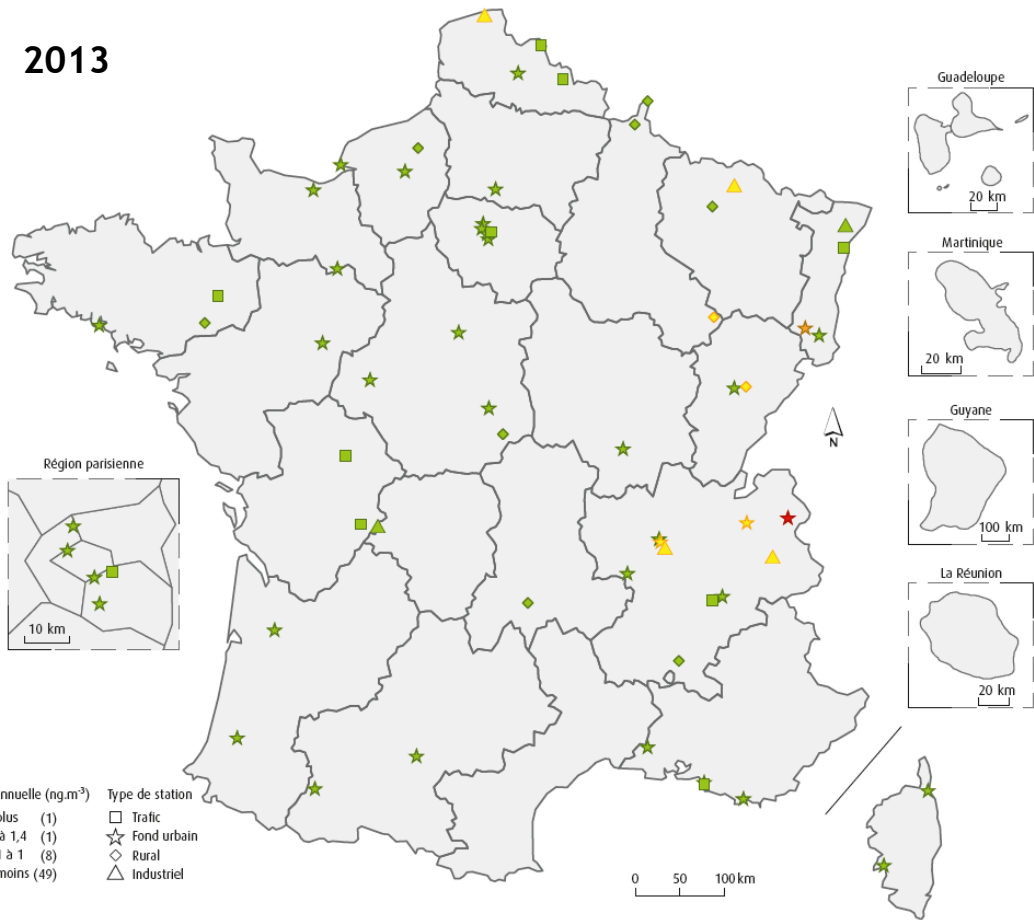 2013
Guadeloupe
20 km
Martinique
20 km
Guyane
100 km
La Réunion
20 km
N
Région parisienne
10 km
nnuelle (ng.m-3)
plus (1)
à 1,4 (1)
à 1 (8)
moins (49)
Type de station
Trafic
Fond urbain
Rural
Industriel
0 50 100 km